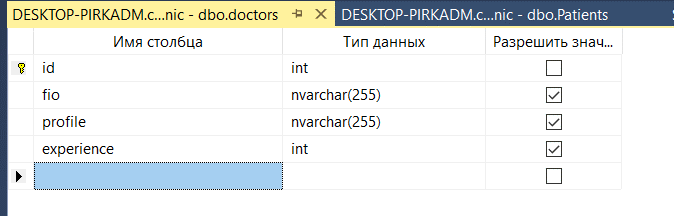 DESKTOP-PIRKADM.c...nic - dbo.doctors DESKTOP-PIRKADM.c...nic - dbo.Patients
Имя столбца Тип данных Разрешить знач...
id int
fio nvarchar(255)
profile nvarchar(255)
experience int